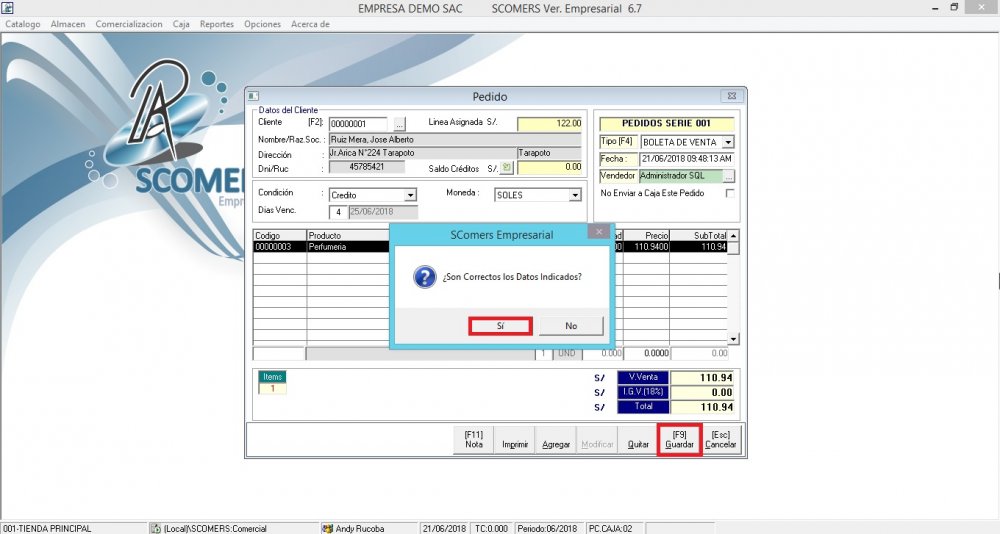 EMPRESA DEMO SAC SCOMERS Ver. Empresarial 6.7
Catalogo Almacen Comercializacion Caja Reportes Opciones Acerca de
SCOMER
Empr
Pedido
Datos del Cliente
Cliente [F2]: 00000001 ... Linea Asignada S/. 122.00
Nombre/Raz.Soc. : Ruiz Mera, Jose Alberto
Dirección : Jr.Arica N°224 Tarapoto Tarapoto
Dni/Ruc : 45785421 Saldo Créditos S/. 0.00
PEDIDOS SERIE 001
Tipo [F4] BOLETA DE VENTA
Fecha : 21/06/2018 09:48:13 AM
Vendedor Administrador SQL ...
No Enviar a Caja Este Pedido
Condición : Credito Moneda : SOLES
Dias Venc. 4 25/06/2018
Codigo Producto ad Precio SubTotal
00000003 Perfumeria 00 110.9400 110.94
SComers Empresarial
¿Son Correctos los Datos Indicados?
Sí No
1 UND 0.000 0.0000 0.00
Items
1
S/ V.Venta 110.94
S/ I.G.V.(18%) 0.00
S/ Total 110.94
[F11] Nota
Imprimir
Agregar
Modificar
Quitar
[F9] Guardar
[Esc] Cancelar
001-TIENDA PRINCIPAL (Local)\SCOMERS:Comercial Andy Rucoba 21/06/2018 TC:0.000 Periodo:06/2018 PC.CAJA:02